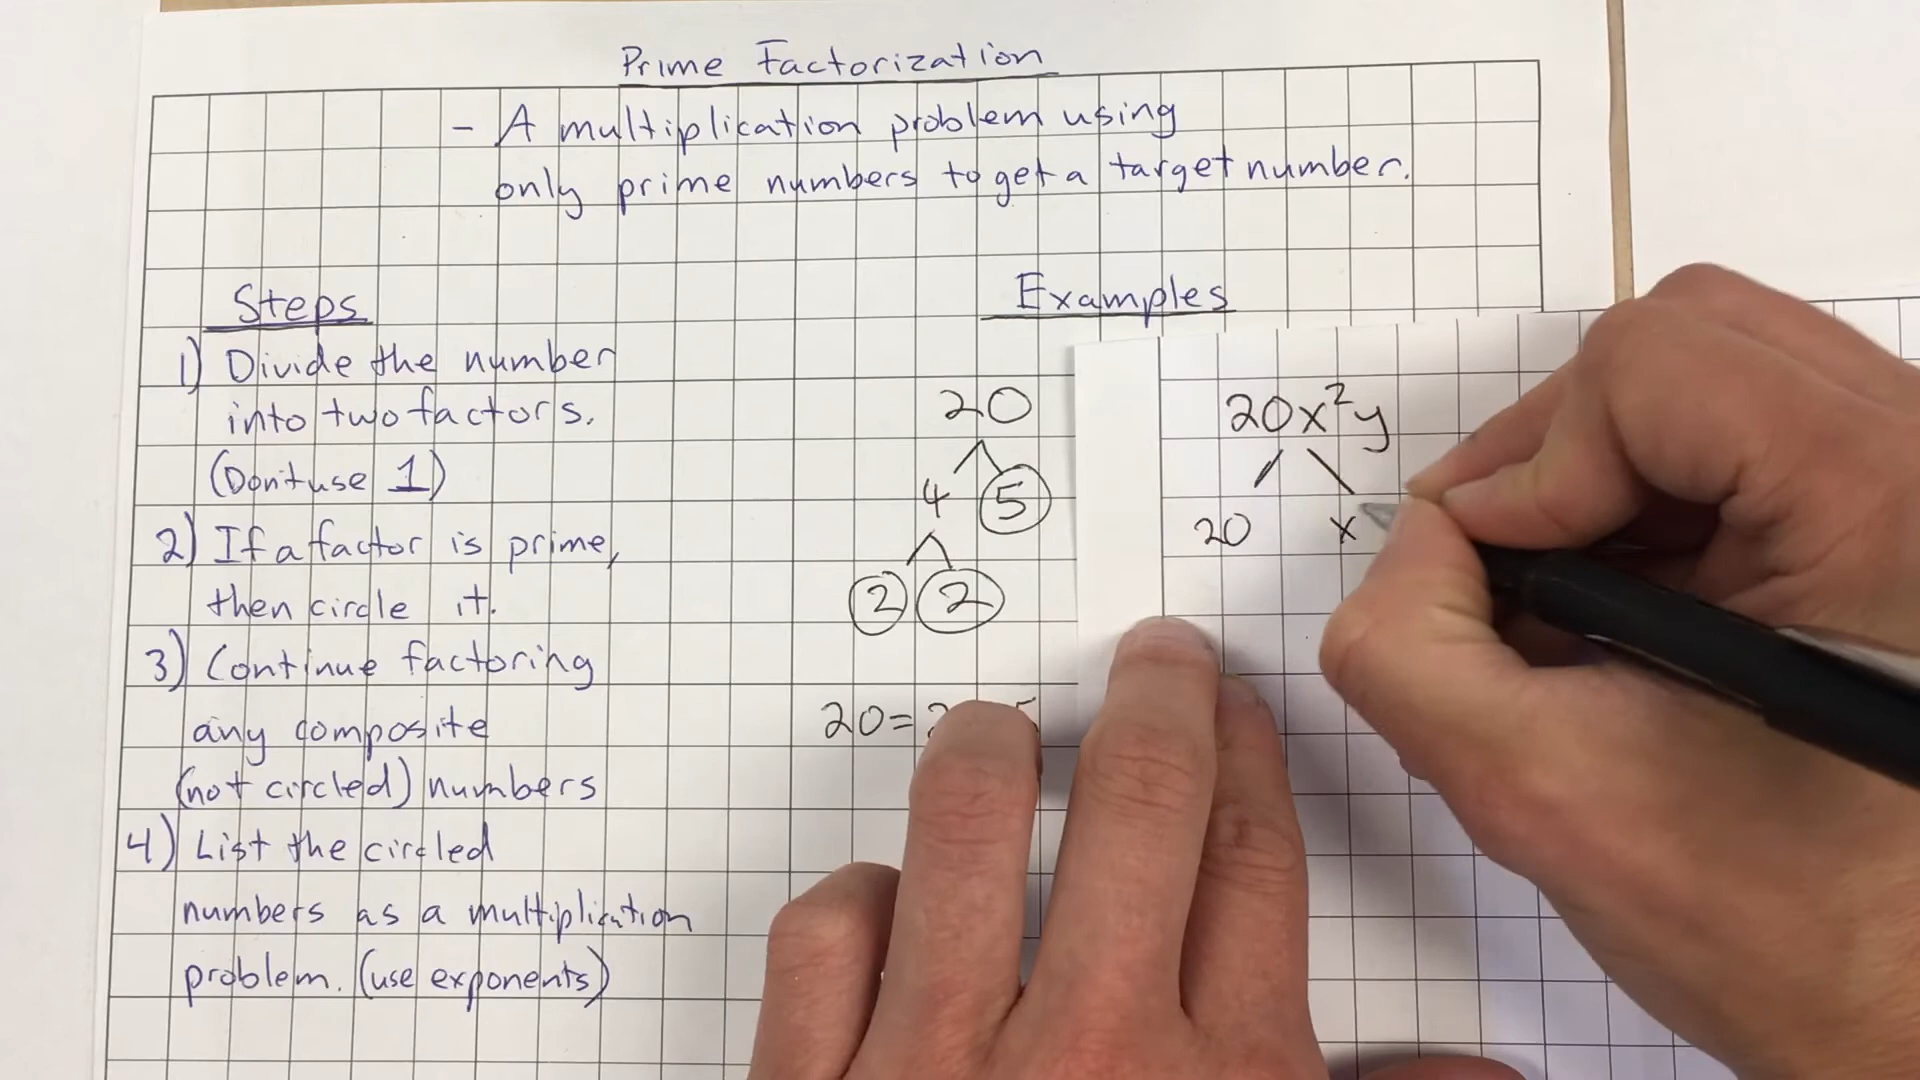 Prime Factorization
- A multiplication problem using
only prime numbers to get a target number.
Steps
1) Divide the number
into two factors.
(Dont use 1)
2) If a factor is prime,
then circle it.
3) Continue factoring
any composite
(not circled) numbers
4) List the circled
numbers as a multiplication
problem. (use exponents)
Examples
20
4 5
2 2
20=
20x²y
20 x